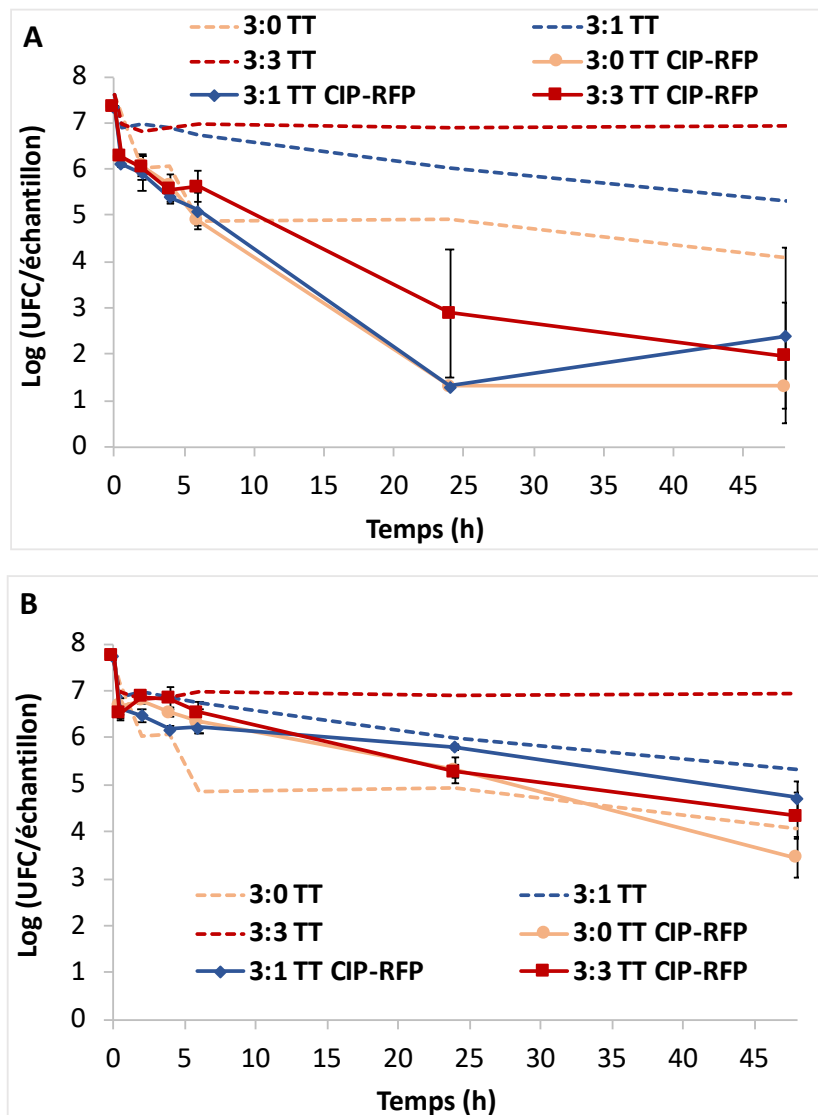 A
3:0 TT 3:1 TT
3:3 TT 3:0 TT CIP-RFP
3:1 TT CIP-RFP 3:3 TT CIP-RFP
8
7
6
5
4
3
2
1
0
Log (UFC/échantillon)
0 5 10 15 20 25 30 35 40 45
Temps (h)
B
8
7
6
5
4
3
2
1
0
Log (UFC/échantillon)
3:0 TT 3:1 TT
3:3 TT 3:0 TT CIP-RFP
3:1 TT CIP-RFP 3:3 TT CIP-RFP
0 5 10 15 20 25 30 35 40 45
Temps (h)